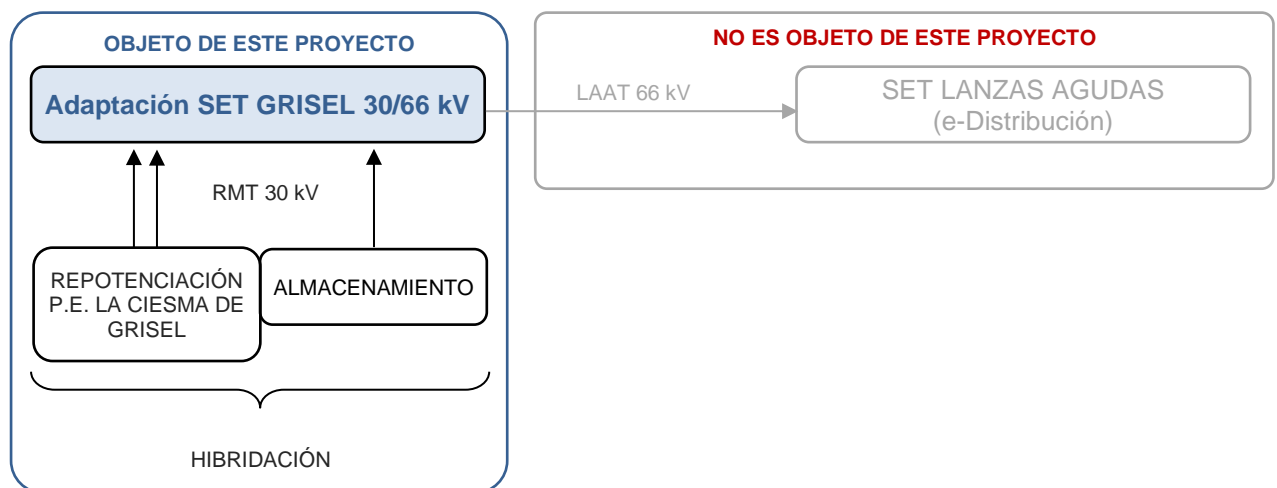 OBJETO DE ESTE PROYECTO
Adaptación SET GRISEL 30/66 kV
RMT 30 kV
REPOTENCIACIÓN
P.E. LA CIESMA DE
GRISEL
ALMACENAMIENTO
HIBRIDACIÓN
NO ES OBJETO DE ESTE PROYECTO
LAAT 66 kV
SET LANZAS AGUDAS
(e-Distribución)